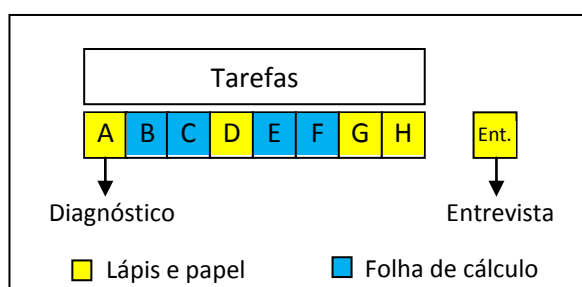 Tarefas
A B C D E F G H Ent.
Diagnóstico Entrevista
Lápis e papel Folha de cálculo